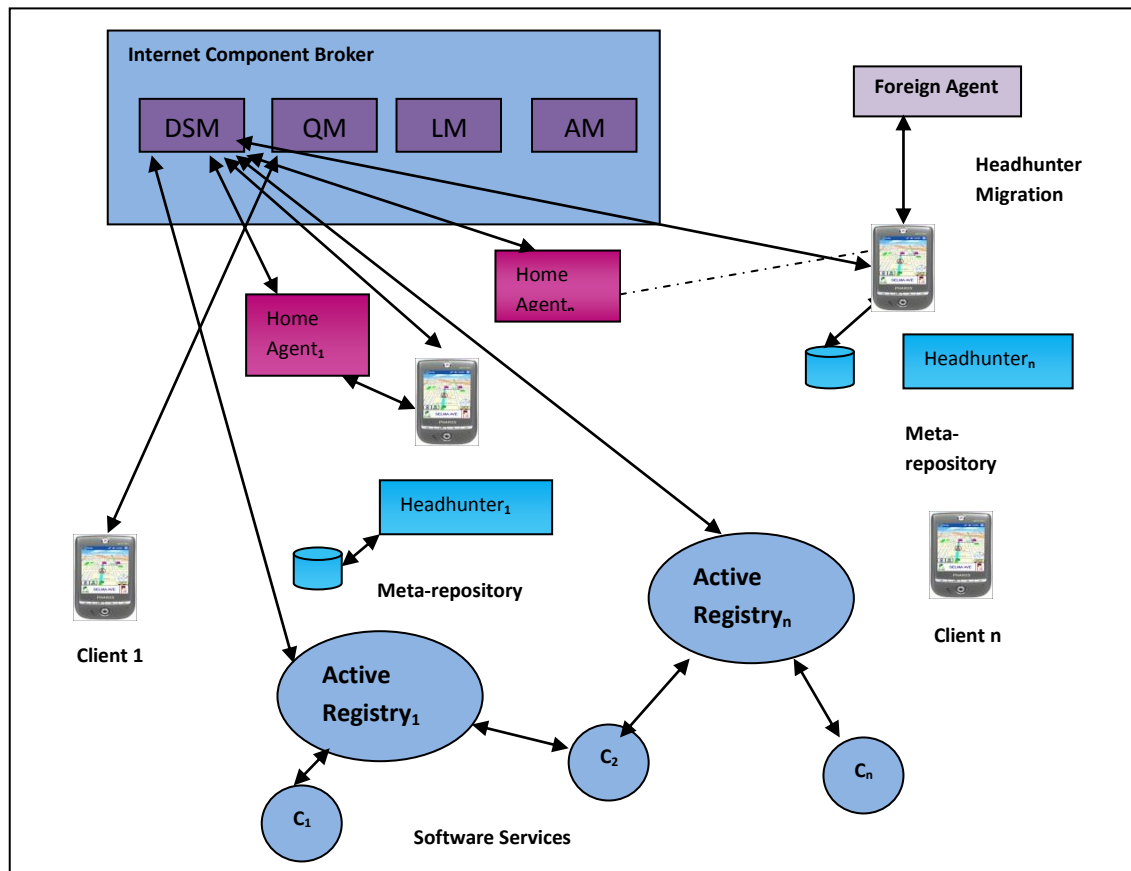 Internet Component Broker
DSM
QM
LM
AM
Foreign Agent
Headhunter
Migration
Home
Agentₙ
Home
Agent₁
Headhunterₙ
Meta-
repository
Headhunter₁
Meta-repository
Active
Registryₙ
Client 1
Client n
Active
Registry₁
C₂
Cₙ
C₁
Software Services